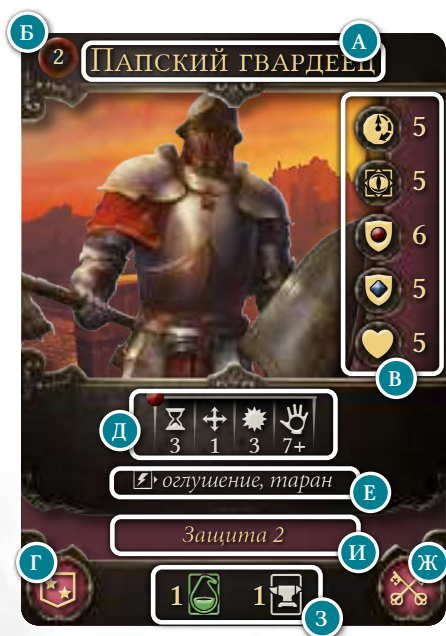 Б
А
2 Папский гвардеец
5
5
6
5
5
В
Д
3 1 3 7+
оглушение, таран
Е
Защита 2
И
Г
Ж
1 1
З